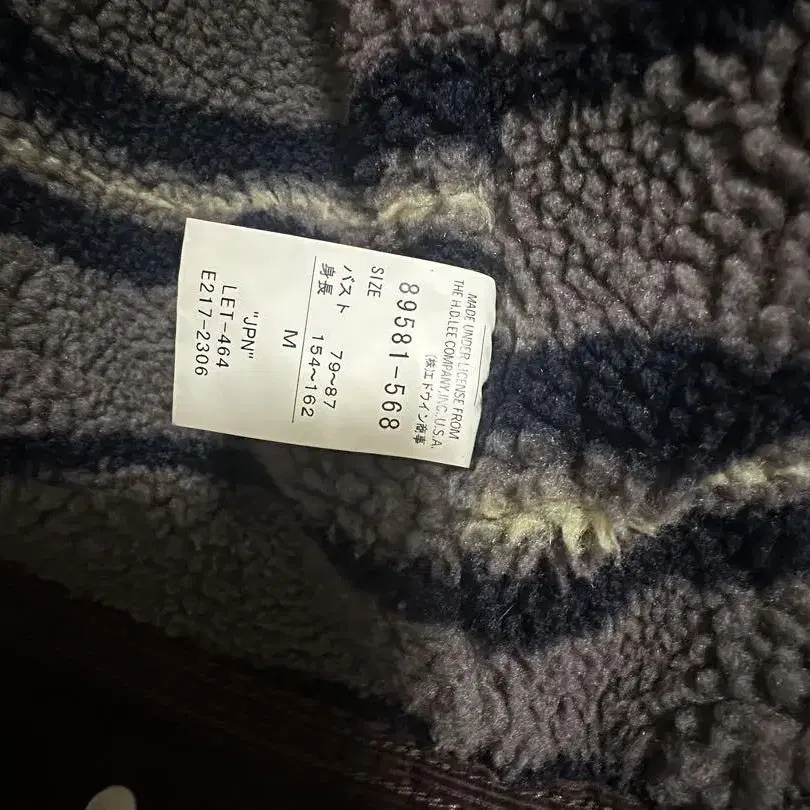 MADE UNDER LICENSE FROM
THE H.D.LEE COMPANY,INC.,U.S.A.
(株)エドウイン商事
89581-568
SIZE
バスト 79~87
身長 154~162
M
"JPN"
LET-464
E217-2306